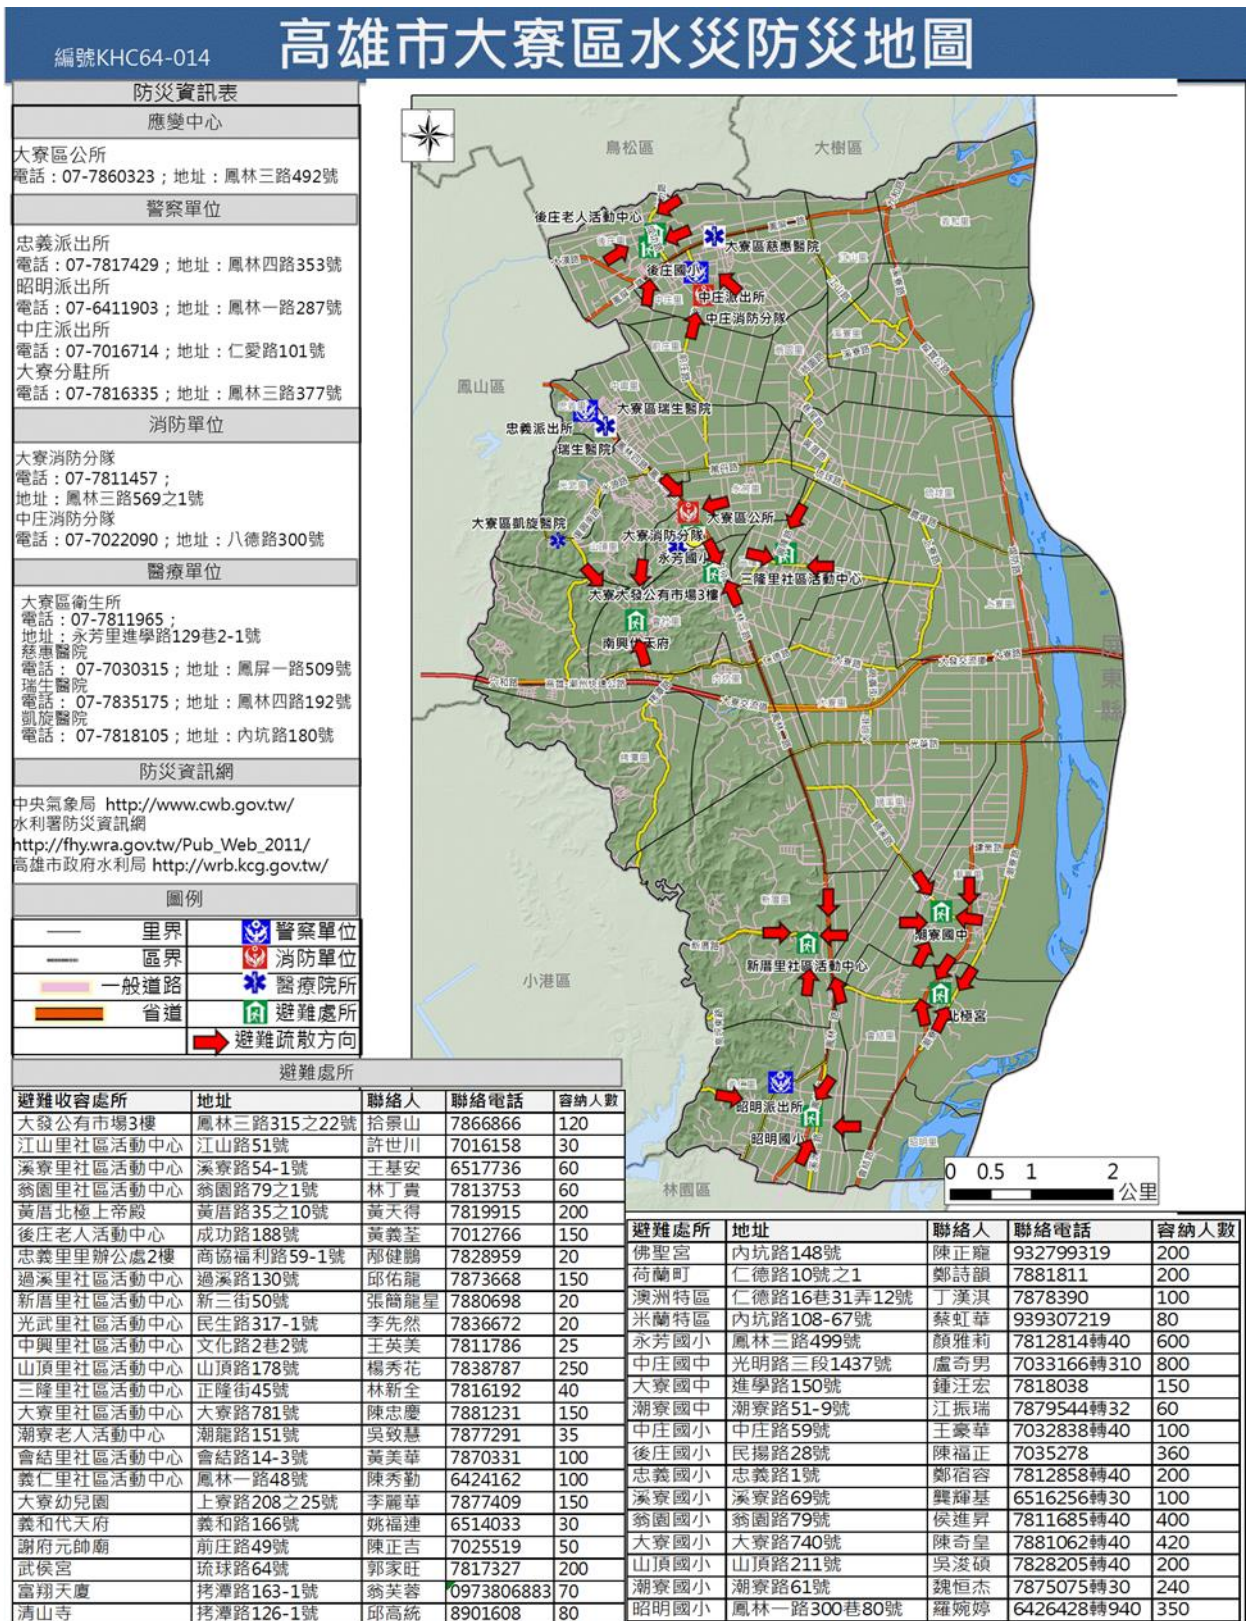 編號KHC64-014
高雄市大寮區水災防災地圖
防災資訊表
應變中心
大寮區公所
電話：07-7860323；地址：鳳林三路492號
警察單位
忠義派出所
電話：07-7817429；地址：鳳林四路353號
昭明派出所
電話：07-6411903；地址：鳳林一路287號
中庄派出所
電話：07-7016714；地址：仁愛路101號
大寮分駐所
電話：07-7816335；地址：鳳林三路377號
消防單位
大寮消防分隊
電話：07-7811457；
地址：鳳林三路569之1號
中庄消防分隊
電話：07-7022090；地址：八德路300號
醫療單位
大寮區衛生所
電話：07-7811965；
地址：永芳里進學路129巷2-1號
慈惠醫院
電話： 07-7030315；地址：鳳屏一路509號
瑞生醫院
電話： 07-7835175；地址：鳳林四路192號
凱旋醫院
電話： 07-7818105；地址：內坑路180號
防災資訊網
中央氣象局 http://www.cwb.gov.tw/
水利署防災資訊網
http://fhy.wra.gov.tw/Pub_Web_2011/
高雄市政府水利局 http://wrb.kcg.gov.tw/
圖例
里界 警察單位
區界 消防單位
一般道路 醫療院所
省道 避難處所
避難疏散方向
鳥松區
大樹區
後庄老人活動中心
大寮區慈惠醫院
後庄國小
中庄派出所
中庄消防分隊
鳳山區
大寮區瑞生醫院
忠義派出所
瑞生醫院
大寮區凱旋醫院
大寮區公所
大寮消防分隊
永芳國小
三隆里社區活動中心
大寮大發公有市場3樓
南興代天府
屏東縣
大發交流道
大寮交流道
光華路
潮寮國中
新厝里社區活動中心
小港區
北極宮
昭明派出所
昭明國小
林園區
0 0.5 1 2
公里
避難處所
避難收容處所 地址 聯絡人 聯絡電話 容納人數
大發公有市場3樓 鳳林三路315之22號 拾景山 7866866 120
江山里社區活動中心 江山路51號 許世川 7016158 30
溪寮里社區活動中心 溪寮路54-1號 王基安 6517736 60
翁園里社區活動中心 翁園路79之1號 林丁貴 7813753 60
黃厝北極上帝殿 黃厝路35之10號 黃天得 7819915 200
後庄老人活動中心 成功路188號 黃義荃 7012766 150
忠義里里辦公處2樓 商協福利路59-1號 邴健鵬 7828959 20
過溪里社區活動中心 過溪路130號 邱佑龍 7873668 150
新厝里社區活動中心 新三街50號 張簡龍星 7880698 20
光武里社區活動中心 民生路317-1號 李先然 7836672 20
中興里社區活動中心 文化路2巷2號 王英美 7811786 25
山頂里社區活動中心 山頂路178號 楊秀花 7838787 250
三隆里社區活動中心 正隆街45號 林新全 7816192 40
大寮里社區活動中心 大寮路781號 陳忠慶 7881231 150
潮寮老人活動中心 潮龍路151號 吳致慧 7877291 35
會結里社區活動中心 會結路14-3號 黃美華 7870331 100
義仁里社區活動中心 鳳林一路48號 陳秀勤 6424162 100
大寮幼兒園 上寮路208之25號 李麗華 7877409 150
義和代天府 義和路166號 姚福連 6514033 30
謝府元帥廟 前庄路49號 陳正吉 7025519 50
武侯宮 琉球路64號 郭家旺 7817327 200
富翔天廈 拷潭路163-1號 翁芙蓉 0973806883 70
清山寺 拷潭路126-1號 邱高統 8901608 80
避難處所 地址 聯絡人 聯絡電話 容納人數
佛聖宮 內坑路148號 陳正寵 932799319 200
荷蘭町 仁德路10號之1 鄭詩韻 7881811 200
澳洲特區 仁德路16巷31弄12號 丁漢淇 7878390 100
米蘭特區 內坑路108-67號 蔡虹華 939307219 80
永芳國小 鳳林三路499號 顏雅莉 7812814轉40 600
中庄國中 光明路三段1437號 盧奇男 7033166轉310 800
大寮國中 進學路150號 鍾汪宏 7818038 150
潮寮國中 潮寮路51-9號 江振瑞 7879544轉32 60
中庄國小 中庄路59號 王豪華 7032838轉40 100
後庄國小 民揚路28號 陳福正 7035278 360
忠義國小 忠義路1號 鄭宿容 7812858轉40 200
溪寮國小 溪寮路69號 龔輝基 6516256轉30 100
翁園國小 翁園路79號 侯進昇 7811685轉40 400
大寮國小 大寮路740號 陳奇皇 7881062轉40 420
山頂國小 山頂路211號 吳浚碩 7828205轉40 200
潮寮國小 潮寮路61號 魏恒杰 7875075轉30 240
昭明國小 鳳林一路300巷80號 羅婉婷 6426428轉940 350